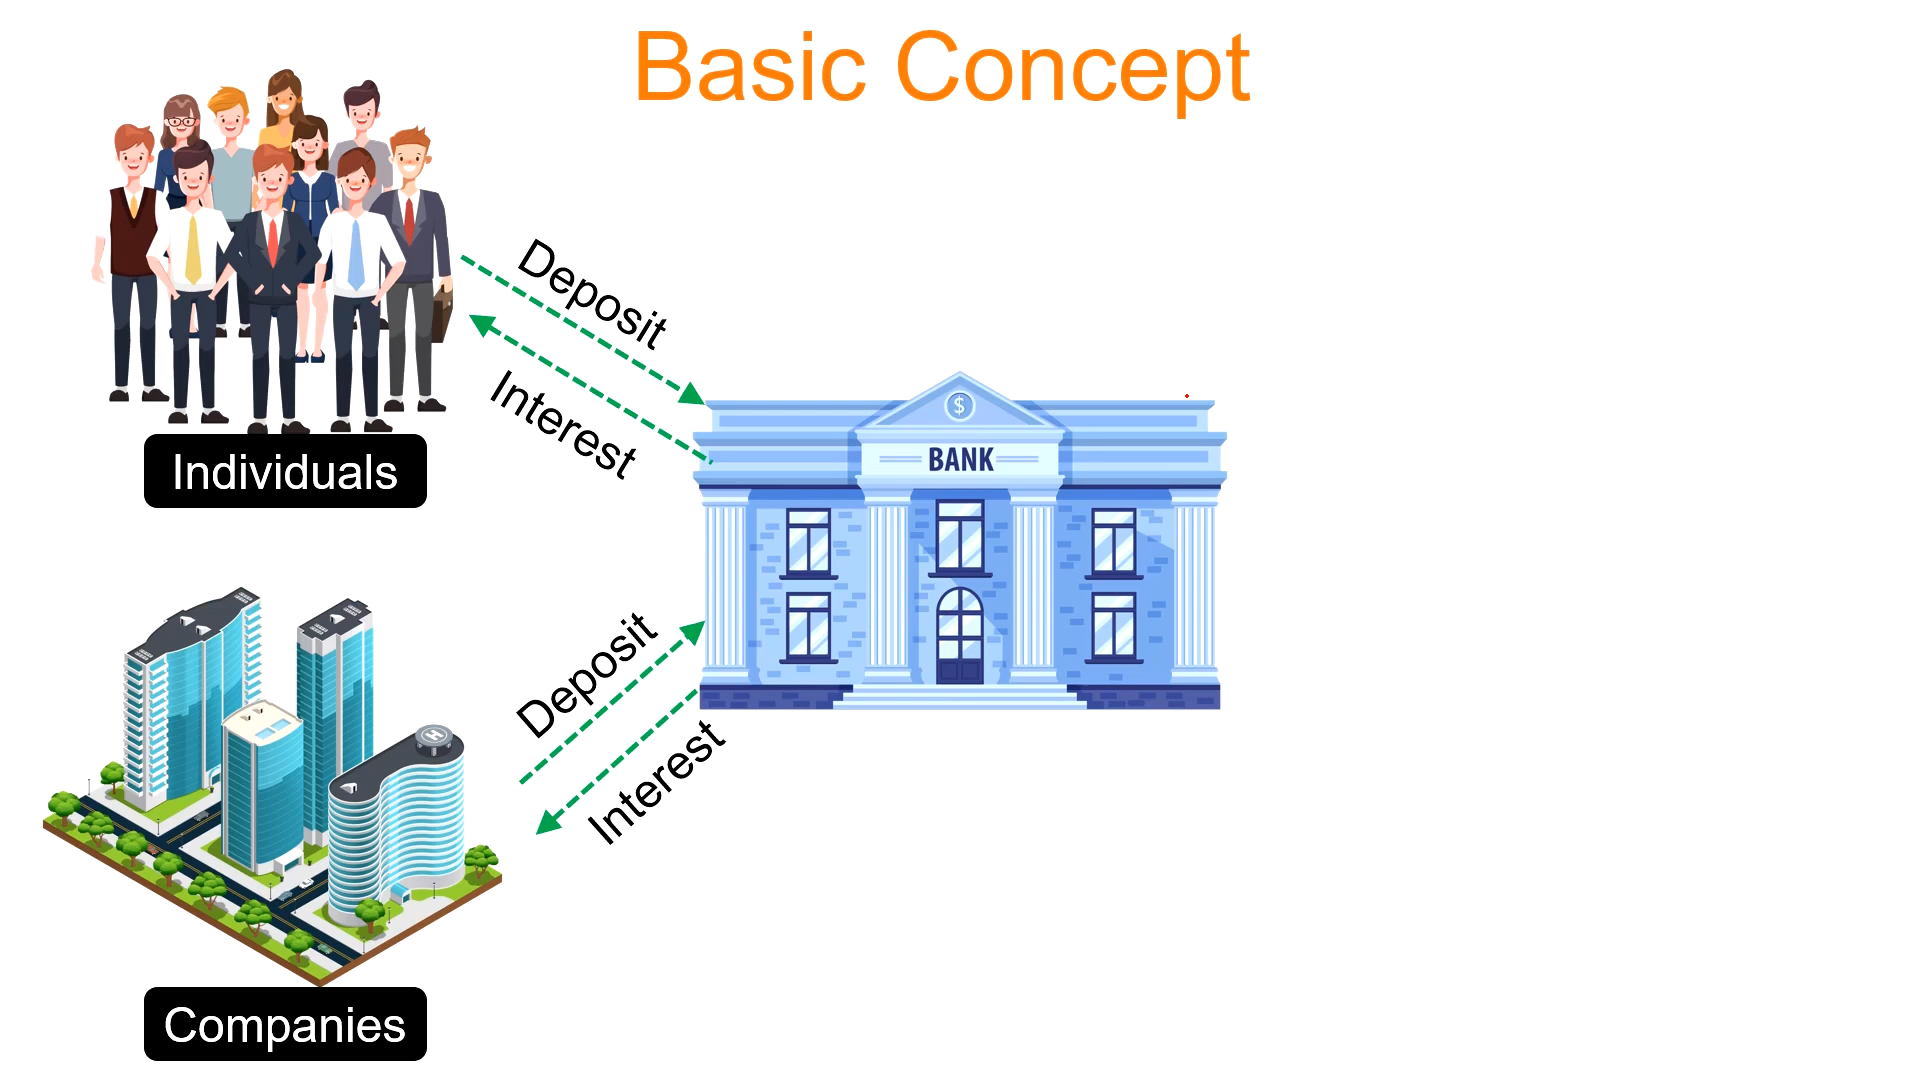 Basic Concept
Deposit
Interest
Individuals
$
BANK
Deposit
Interest
H
Companies